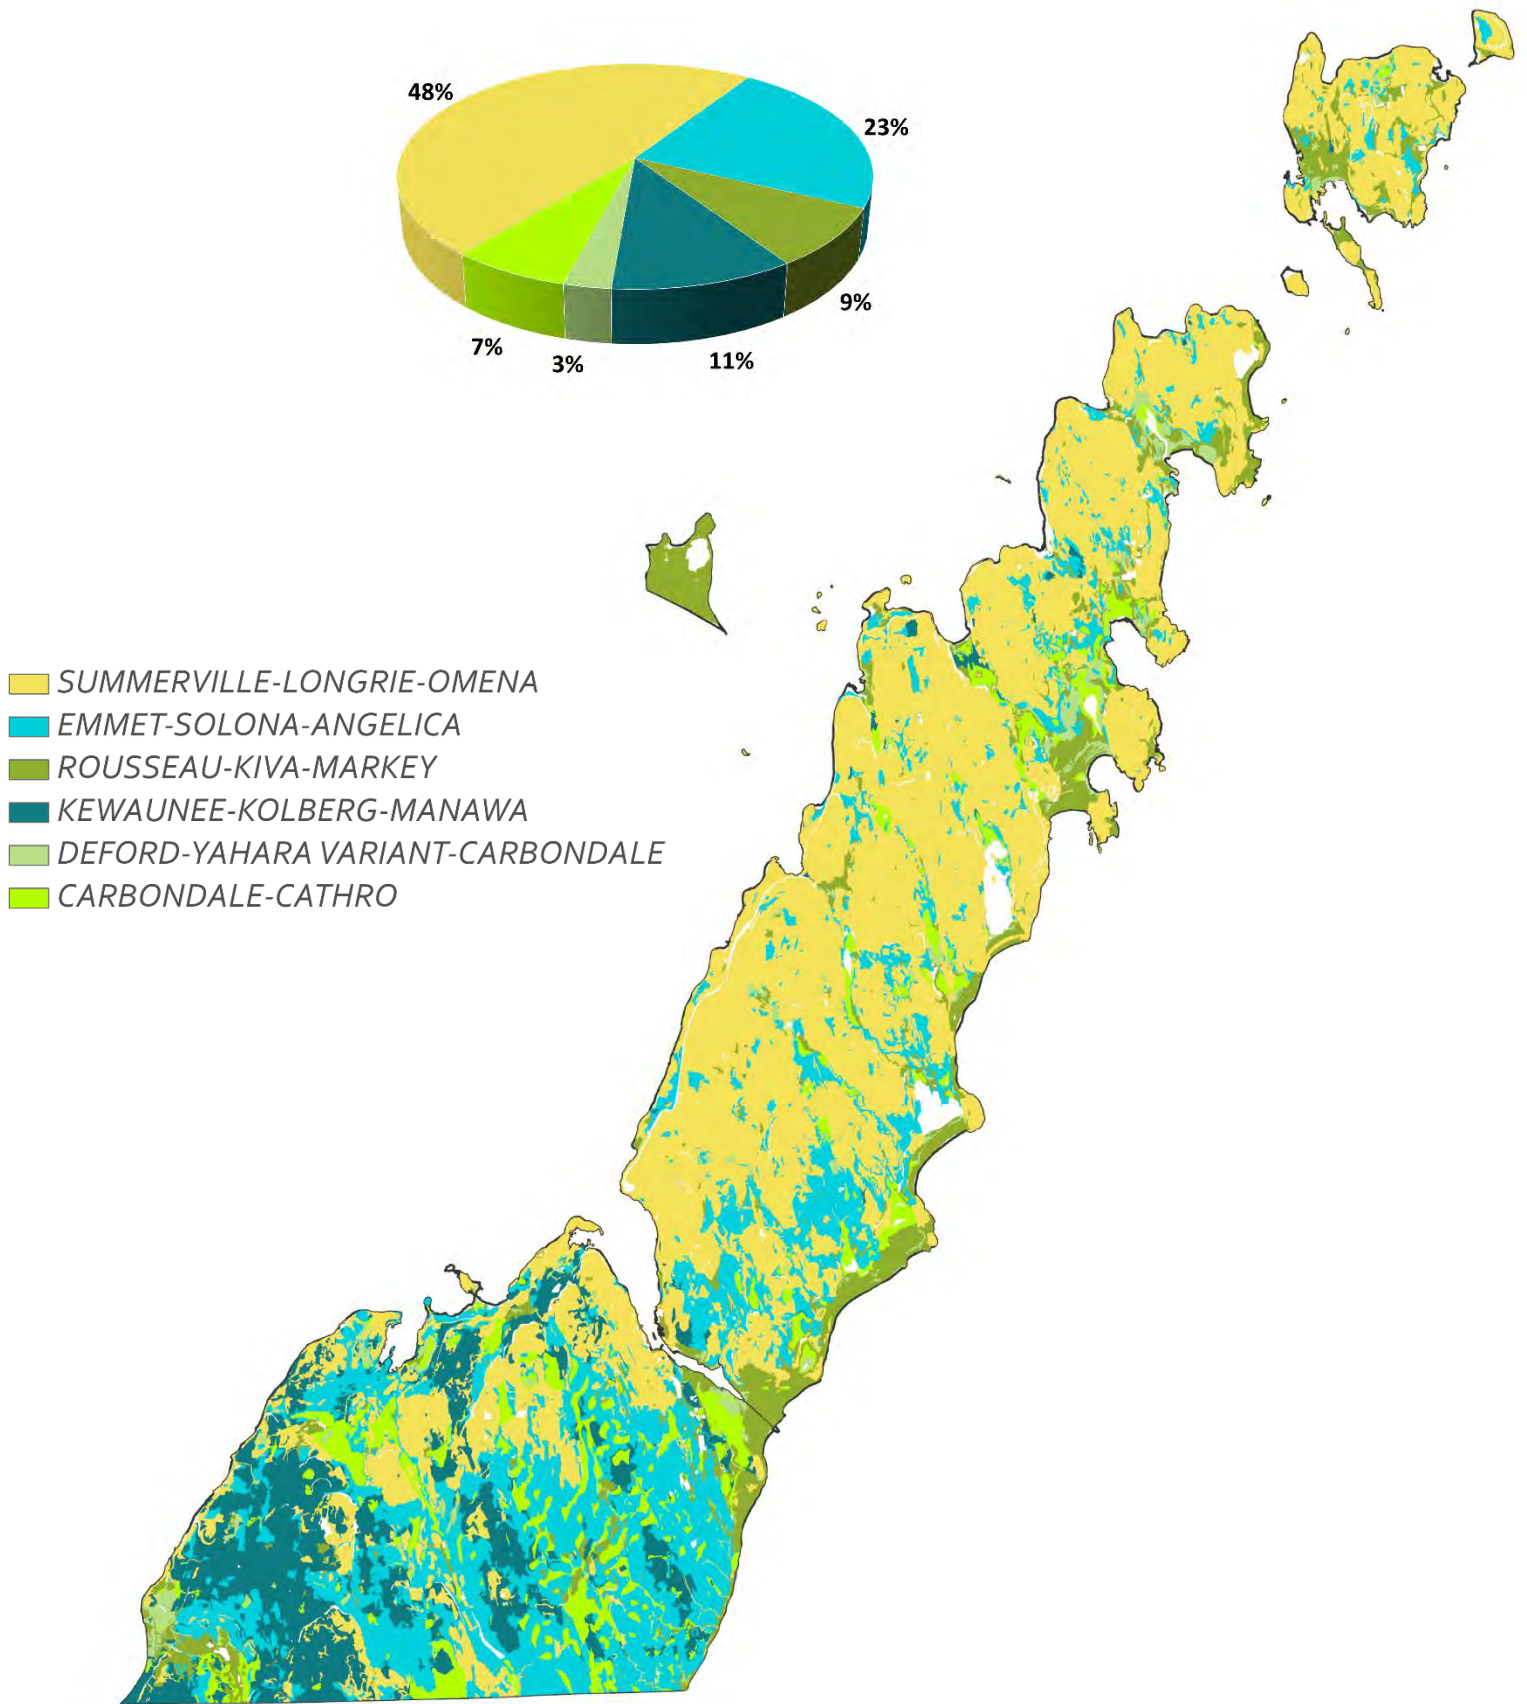 48%
23%
9%
11%
3%
7%
SUMMERVILLE-LONGRIE-OMENA
EMMET-SOLONA-ANGELICA
ROUSSEAU-KIVA-MARKEY
KEWAUNEE-KOLBERG-MANAWA
DEFORD-YAHARA VARIANT-CARBONDALE
CARBONDALE-CATHRO